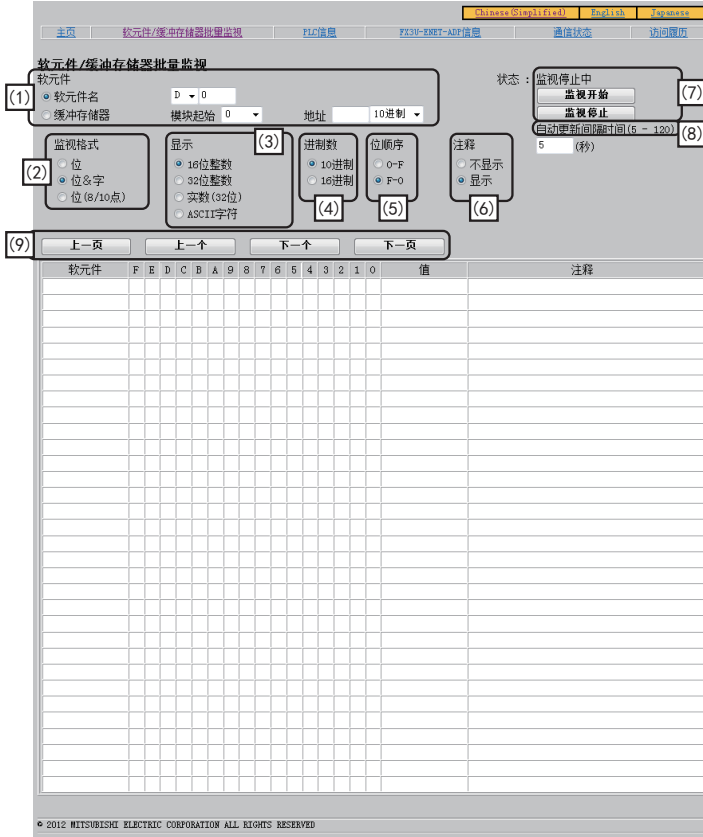 Chinese(Simplified) English Japanese
主页 软元件/缓冲存储器批量监视 PLC信息 FX3U-ENET-ADP信息 通信状态 访问履历
软元件/缓冲存储器批量监视
软元件 状态 : 监视停止中
(1) 软元件名 D 0 监视开始 (7)
缓冲存储器 模块起始 0 地址 10进制 监视停止
自动更新间隔时间(5 - 120) (8)
5 (秒)
监视格式 显示 (3) 进制数 位顺序 注释
(2) 位 16位整数 10进制 0-F 不显示
位&字 32位整数 16进制 F-0 显示
位(8/10点) 实数(32位) (4) (5) (6)
ASCII字符
(9) 上一页 上一个 下一个 下一页
软元件 F E D C B A 9 8 7 6 5 4 3 2 1 0 值 注释
© 2012 MITSUBISHI ELECTRIC CORPORATION ALL RIGHTS RESERVED